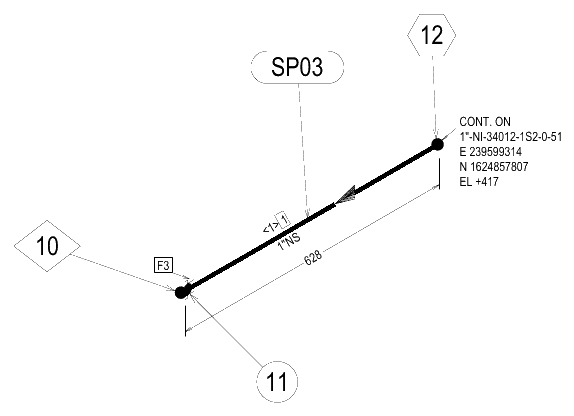 12
SP03
CONT. ON
1"-NI-34012-1S2-0-51
E 239599314
N 1624857807
EL +417
<1> 1
1"NS
628
10
F3
11